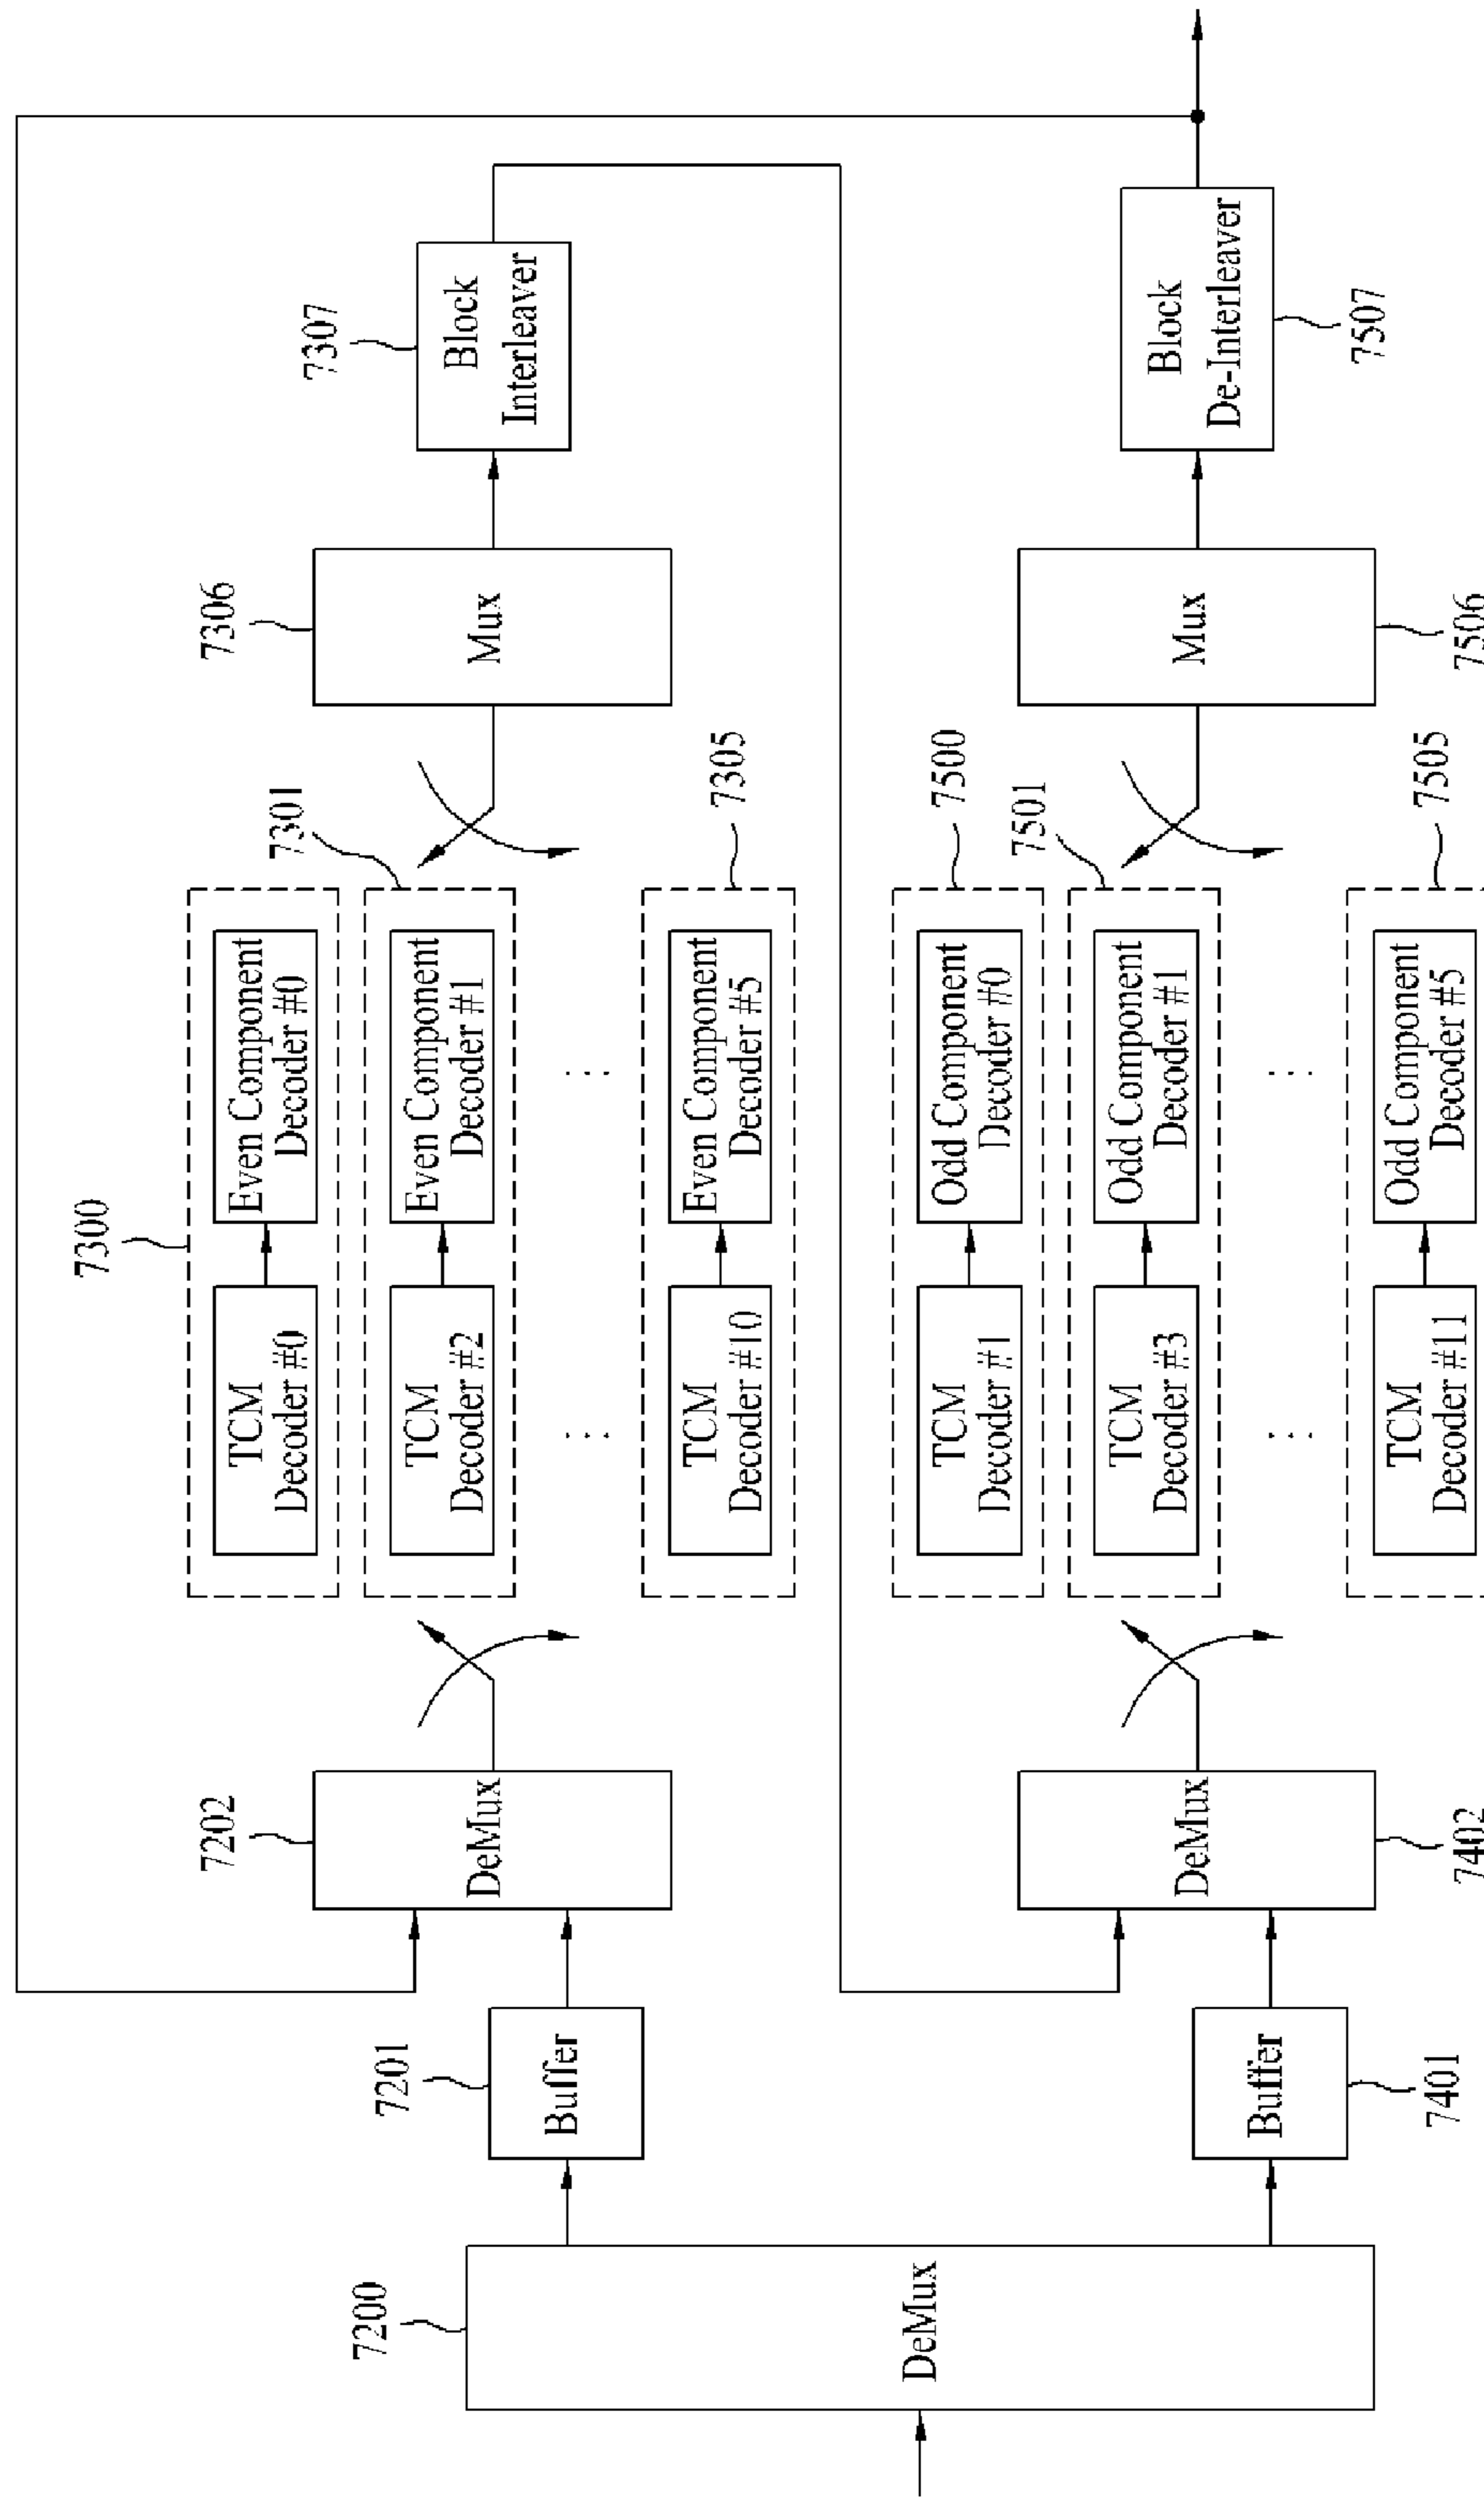 7300
TCM
Decoder #0
Even Component
Decoder #0
7301
TCM
Decoder #2
Even Component
Decoder #1
7305
TCM
Decoder #10
Even Component
Decoder #5
7200
DeMux
7201
Buffer
7202
DeMux
7306
Mux
7307
Block
Interleaver
7500
TCM
Decoder #1
Odd Component
Decoder #0
7501
TCM
Decoder #3
Odd Component
Decoder #1
7505
TCM
Decoder #11
Odd Component
Decoder #5
Buffer
7401
DeMux
7402
Mux
7506
Block
De-Interleaver
7507